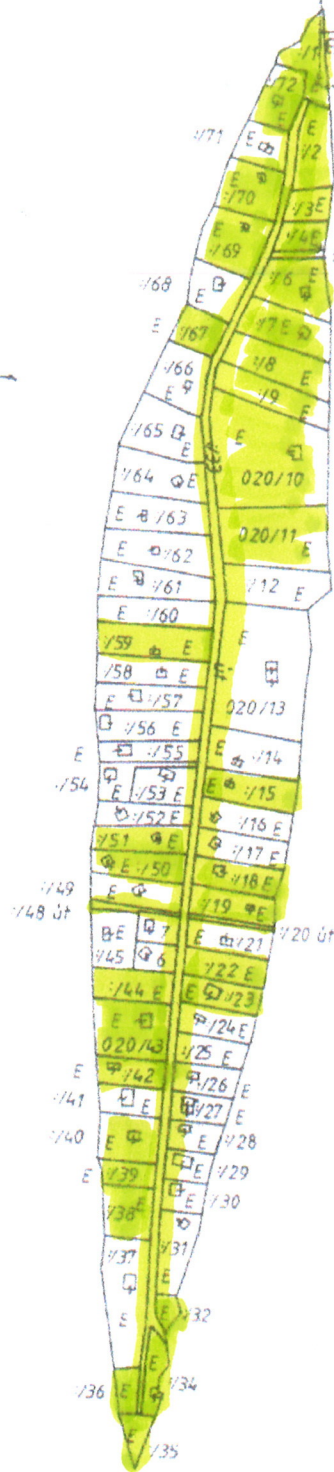 :/1
:/72
E
:/71 E
E :/2
E :/70
:/3 E
:/4 E
E :/69
E :/6
:/68 E
E :/67
:/7 E
:/66 E
:/8 E
:/9 E
:/65 E
E 020/10
:/64 E
E :/63
020/11 E
E :/62
E :/61
:/12 E
E :/60
E
:/59 E
:/58 E
020/13
E :/57
:/56 E
E :/55
E :/14
:/54 E
:/53 E
E :/15
:/52 E
:/16 E
:/51 E
:/17 E
E :/50
:/18 E
:/49 E
:/19 E
:/48 út
:/20 út
E 7
E :/21
:/45 6
:/22 E
:/44 E
E :/23
:/24 E
020/43
:/25 E
E :/42
:/26 E
:/41 E
:/27 E
:/40 E
E :/28
E :/39
E :/29
E :/30
:/38 E
:/37
:/31
E
E
:/32
E
:/34
:/36 E
E
:/35